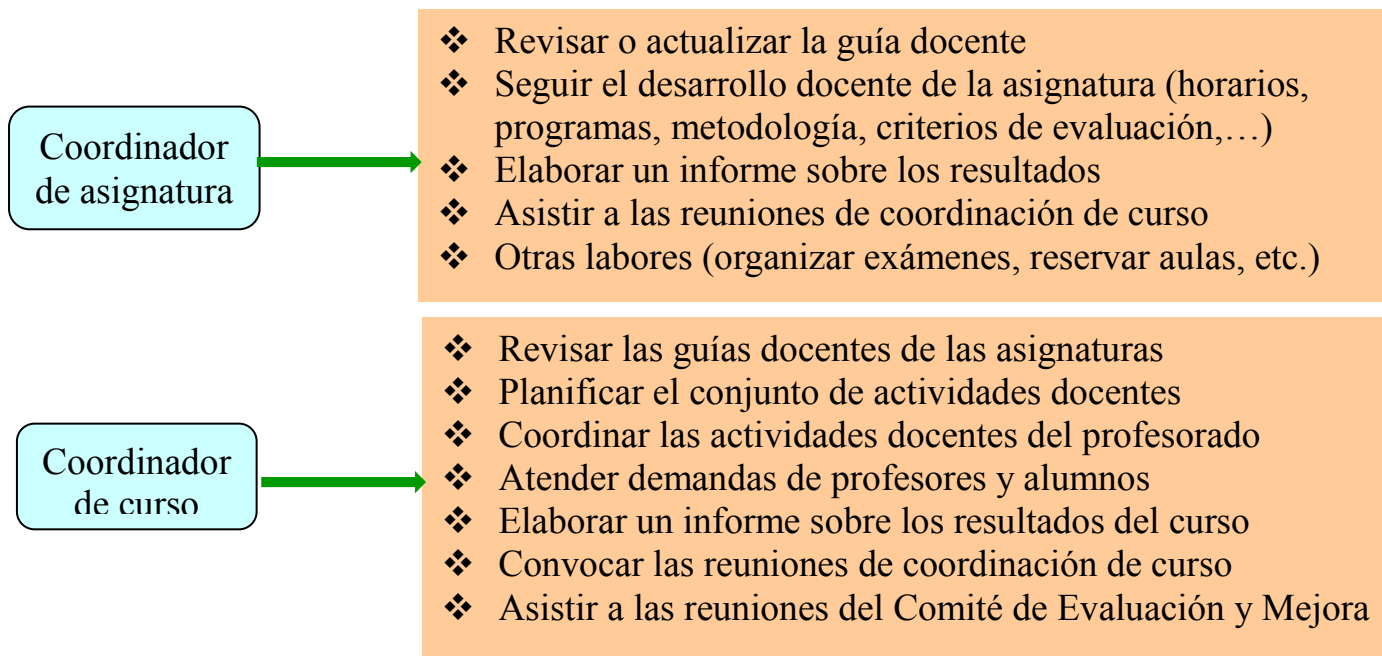 Coordinador
de asignatura
❖ Revisar o actualizar la guía docente
❖ Seguir el desarrollo docente de la asignatura (horarios,
programas, metodología, criterios de evaluación,…)
❖ Elaborar un informe sobre los resultados
❖ Asistir a las reuniones de coordinación de curso
❖ Otras labores (organizar exámenes, reservar aulas, etc.)
Coordinador
de curso
❖ Revisar las guías docentes de las asignaturas
❖ Planificar el conjunto de actividades docentes
❖ Coordinar las actividades docentes del profesorado
❖ Atender demandas de profesores y alumnos
❖ Elaborar un informe sobre los resultados del curso
❖ Convocar las reuniones de coordinación de curso
❖ Asistir a las reuniones del Comité de Evaluación y Mejora